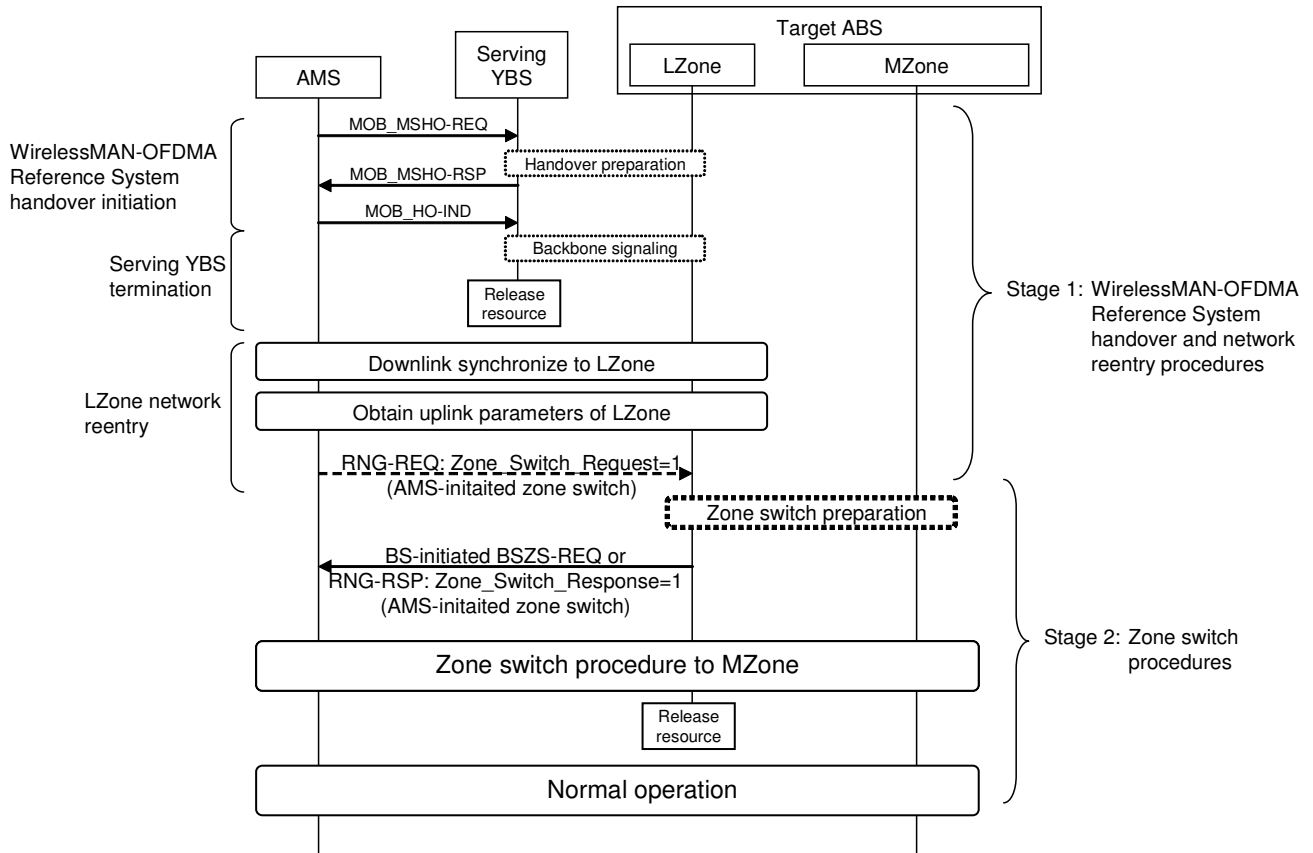 Target ABS
AMS
Serving
YBS
LZone
MZone
MOB_MSHO-REQ
WirelessMAN-OFDMA
Reference System
handover initiation
Handover preparation
MOB_MSHO-RSP
MOB_HO-IND
Backbone signaling
Serving YBS
termination
Release
resource
Stage 1: WirelessMAN-OFDMA
Reference System
handover and network
reentry procedures
Downlink synchronize to LZone
LZone network
reentry
Obtain uplink parameters of LZone
RNG-REQ: Zone_Switch_Request=1
(AMS-initaited zone switch)
Zone switch preparation
BS-initiated BSZS-REQ or
RNG-RSP: Zone_Switch_Response=1
(AMS-initaited zone switch)
Stage 2: Zone switch
procedures
Zone switch procedure to MZone
Release
resource
Normal operation